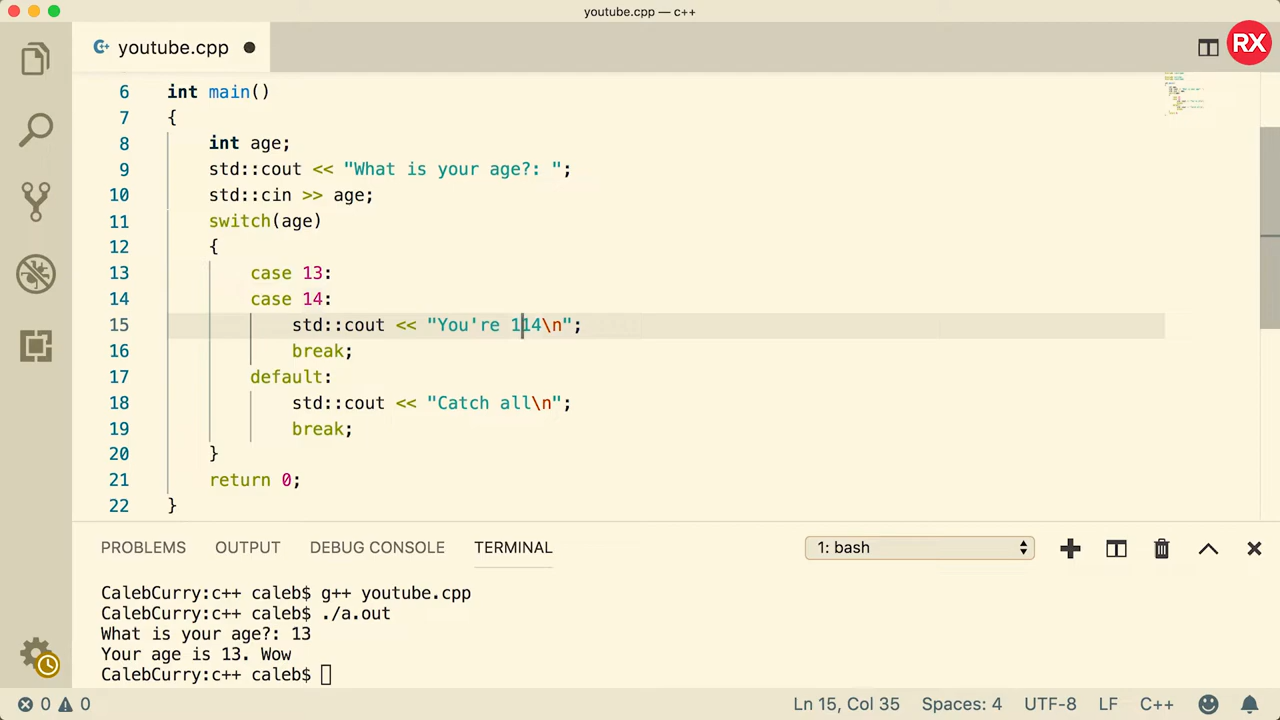 youtube.cpp — c++
youtube.cpp
RX
6 int main()
7 {
8 int age;
9 std::cout << "What is your age?: ";
10 std::cin >> age;
11 switch(age)
12 {
13 case 13:
14 case 14:
15 std::cout << "You're 114\n";
16 break;
17 default:
18 std::cout << "Catch all\n";
19 break;
20 }
21 return 0;
22 }
PROBLEMS OUTPUT DEBUG CONSOLE TERMINAL 1: bash
CalebCurry:c++ caleb$ g++ youtube.cpp
CalebCurry:c++ caleb$ ./a.out
What is your age?: 13
Your age is 13. Wow
CalebCurry:c++ caleb$
0 0 Ln 15, Col 35 Spaces: 4 UTF-8 LF C++